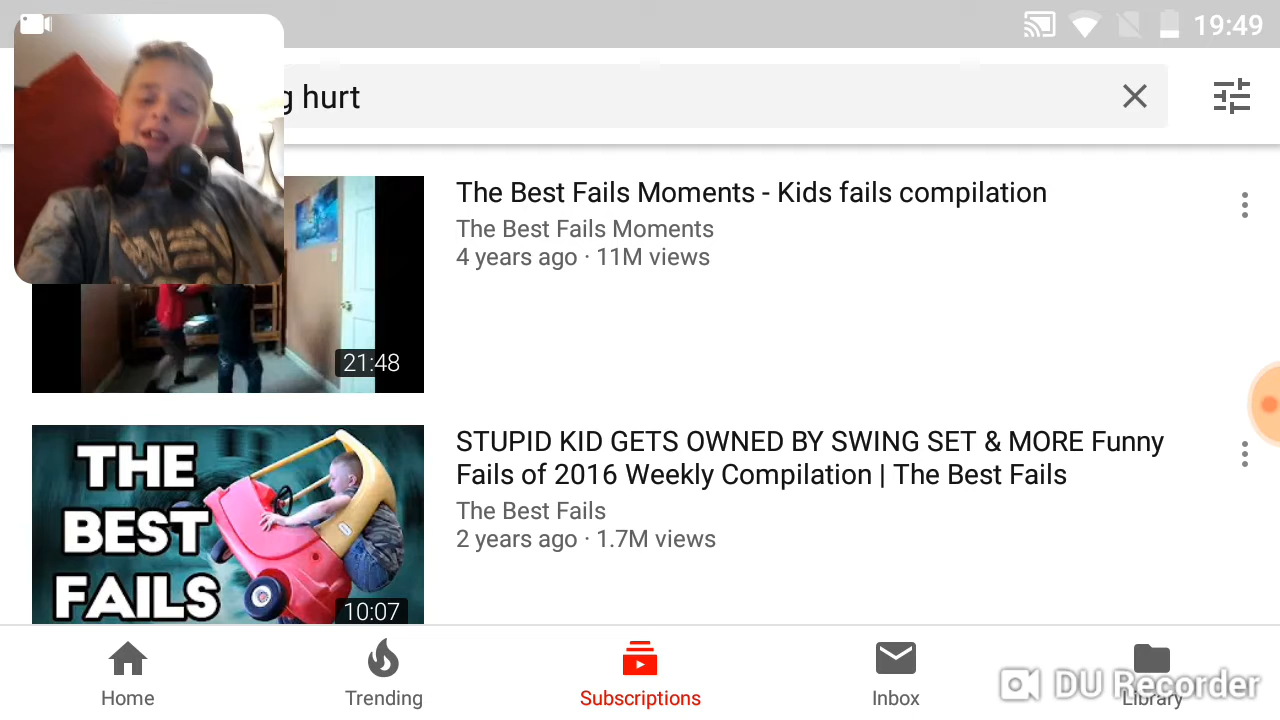 19:49
g hurt
The Best Fails Moments - Kids fails compilation
The Best Fails Moments
4 years ago · 11M views
21:48
STUPID KID GETS OWNED BY SWING SET & MORE Funny
Fails of 2016 Weekly Compilation | The Best Fails
The Best Fails
2 years ago · 1.7M views
THE
BEST
FAILS
10:07
Home
Trending
Subscriptions
Inbox
Library
DU Recorder